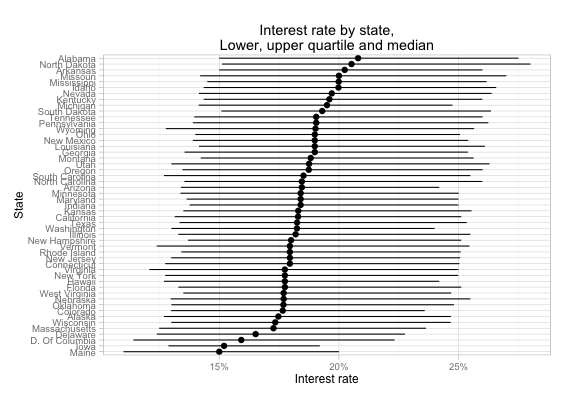 Interest rate by state,
Lower, upper quartile and median
Alabama
North Dakota
Arkansas
Missouri
Mississippi
Idaho
Nevada
Kentucky
Michigan
South Dakota
Tennessee
Pennsylvania
Wyoming
Ohio
New Mexico
Louisiana
Georgia
Montana
Utah
Oregon
South Carolina
North Carolina
Arizona
Minnesota
Maryland
Indiana
Kansas
California
Texas
Washington
Illinois
New Hampshire
Vermont
Rhode Island
New Jersey
Connecticut
Virginia
New York
Hawaii
Florida
West Virginia
Nebraska
Oklahoma
Colorado
Alaska
Wisconsin
Massachusetts
Delaware
D. Of Columbia
Iowa
Maine
State
15%
20%
25%
Interest rate